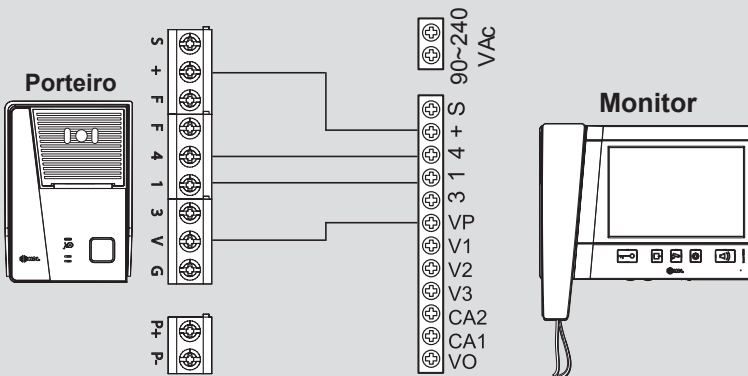 Porteiro
S
+
F
F
4
1
3
V
G
P+
P-
90~240
VAc
S
+
4
1
3
VP
V1
V2
V3
CA2
CA1
VO
Monitor